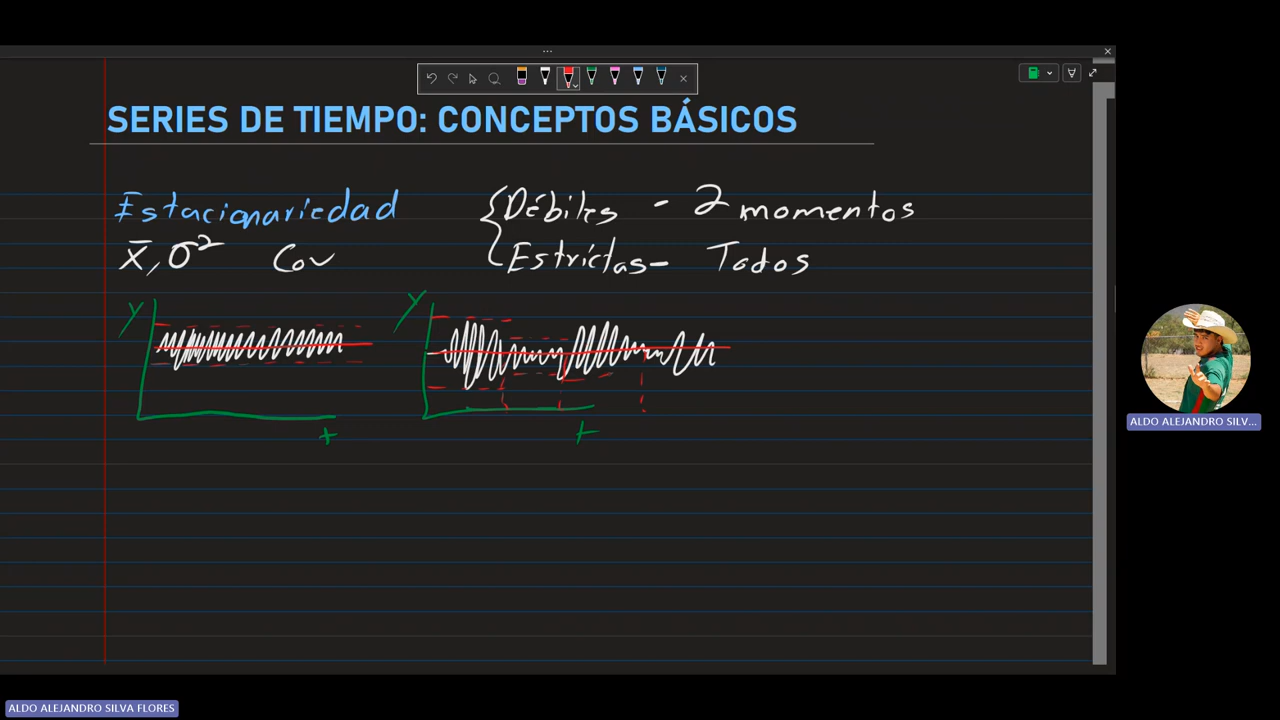 SERIES DE TIEMPO: CONCEPTOS BÁSICOS
Estacionariedad
{ Débiles - 2 momentos
X̄, σ² Cov
Estrictas - Todos
y
y
t
t
ALDO ALEJANDRO SILV...
ALDO ALEJANDRO SILVA FLORES